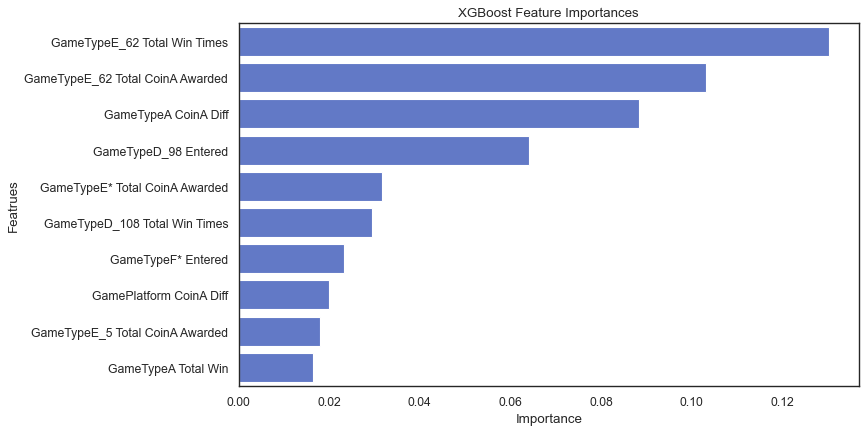 XGBoost Feature Importances
Featrues
GameTypeE_62 Total Win Times
GameTypeE_62 Total CoinA Awarded
GameTypeA CoinA Diff
GameTypeD_98 Entered
GameTypeE* Total CoinA Awarded
GameTypeD_108 Total Win Times
GameTypeF* Entered
GamePlatform CoinA Diff
GameTypeE_5 Total CoinA Awarded
GameTypeA Total Win
0.00 0.02 0.04 0.06 0.08 0.10 0.12
Importance